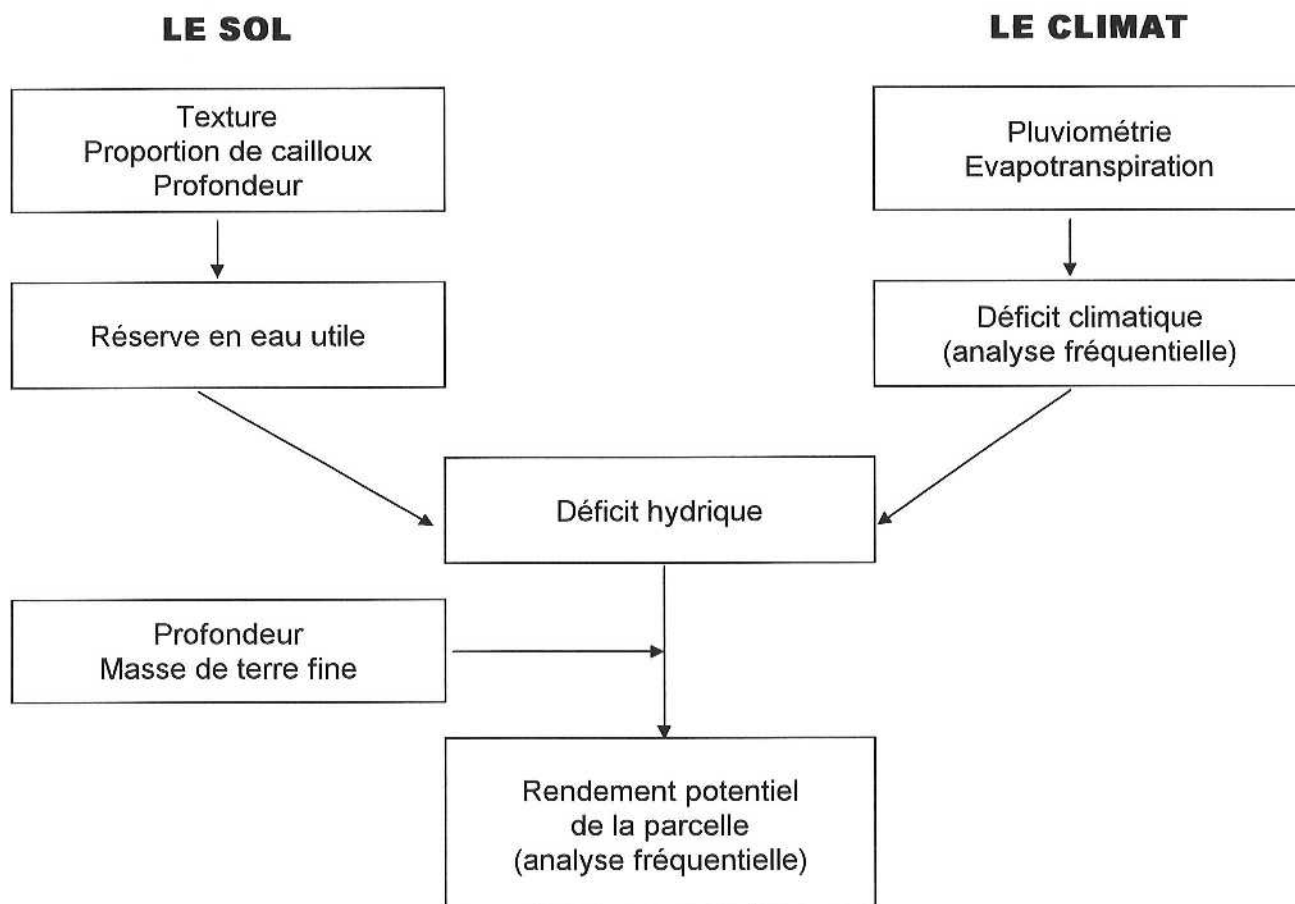 LE SOL
LE CLIMAT
Texture
Proportion de cailloux
Profondeur
Pluviométrie
Evapotranspiration
Réserve en eau utile
Déficit climatique
(analyse fréquentielle)
Déficit hydrique
Profondeur
Masse de terre fine
Rendement potentiel
de la parcelle
(analyse fréquentielle)